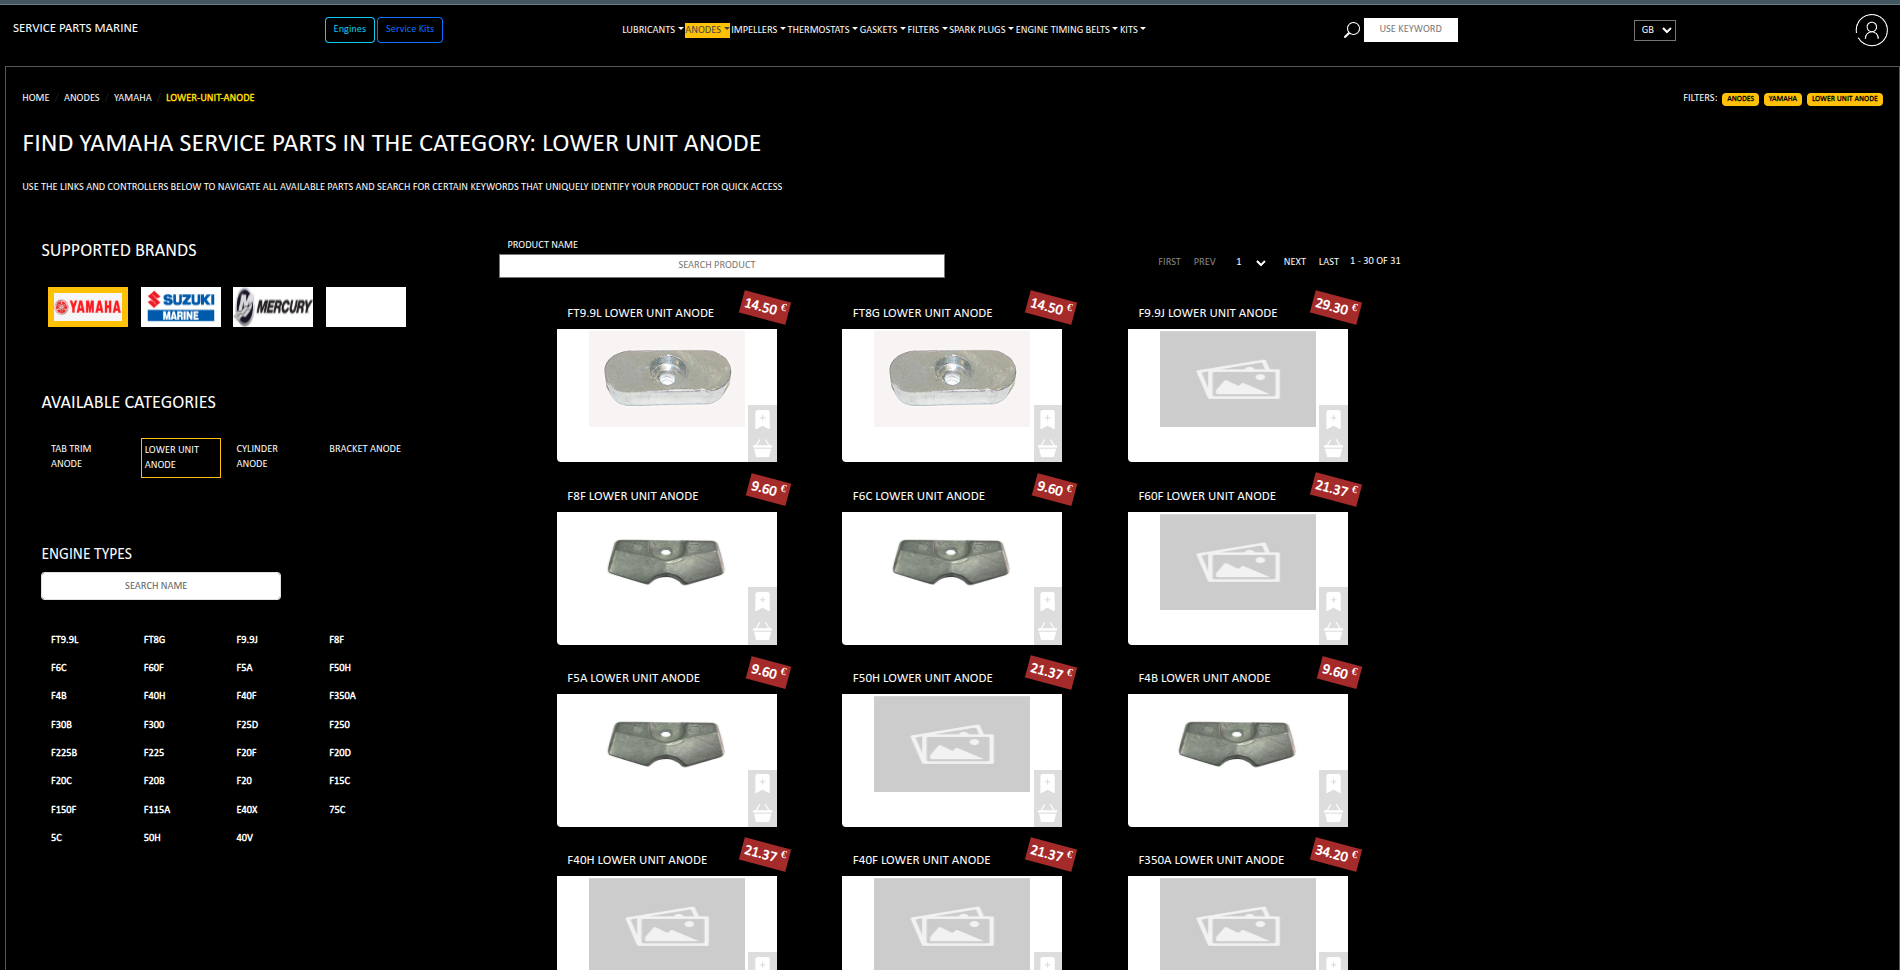 SERVICE PARTS MARINE
Engines
Service Kits
LUBRICANTS ANODES IMPELLERS THERMOSTATS GASKETS FILTERS SPARK PLUGS ENGINE TIMING BELTS KITS
USE KEYWORD
GB
HOME / ANODES / YAMAHA / LOWER-UNIT-ANODE
FILTERS: ANODES YAMAHA LOWER UNIT ANODE
FIND YAMAHA SERVICE PARTS IN THE CATEGORY: LOWER UNIT ANODE
USE THE LINKS AND CONTROLLERS BELOW TO NAVIGATE ALL AVAILABLE PARTS AND SEARCH FOR CERTAIN KEYWORDS THAT UNIQUELY IDENTIFY YOUR PRODUCT FOR QUICK ACCESS
SUPPORTED BRANDS
YAMAHA
SUZUKI
MARINE
MERCURY
AVAILABLE CATEGORIES
TAB TRIM
ANODE
LOWER UNIT
ANODE
CYLINDER
ANODE
BRACKET ANODE
ENGINE TYPES
SEARCH NAME
FT9.9L FT8G F9.9J F8F
F6C F60F F5A F50H
F4B F40H F40F F350A
F30B F300 F25D F250
F225B F225 F20F F20D
F20C F20B F20 F15C
F150F F115A E40X 75C
5C 50H 40V
PRODUCT NAME
SEARCH PRODUCT
FIRST PREV 1 NEXT LAST 1 - 30 OF 31
FT9.9L LOWER UNIT ANODE
14.50 €
FT8G LOWER UNIT ANODE
14.50 €
F9.9J LOWER UNIT ANODE
29.30 €
F8F LOWER UNIT ANODE
9.60 €
F6C LOWER UNIT ANODE
9.60 €
F60F LOWER UNIT ANODE
21.37 €
F5A LOWER UNIT ANODE
9.60 €
F50H LOWER UNIT ANODE
21.37 €
F4B LOWER UNIT ANODE
9.60 €
F40H LOWER UNIT ANODE
21.37 €
F40F LOWER UNIT ANODE
21.37 €
F350A LOWER UNIT ANODE
34.20 €